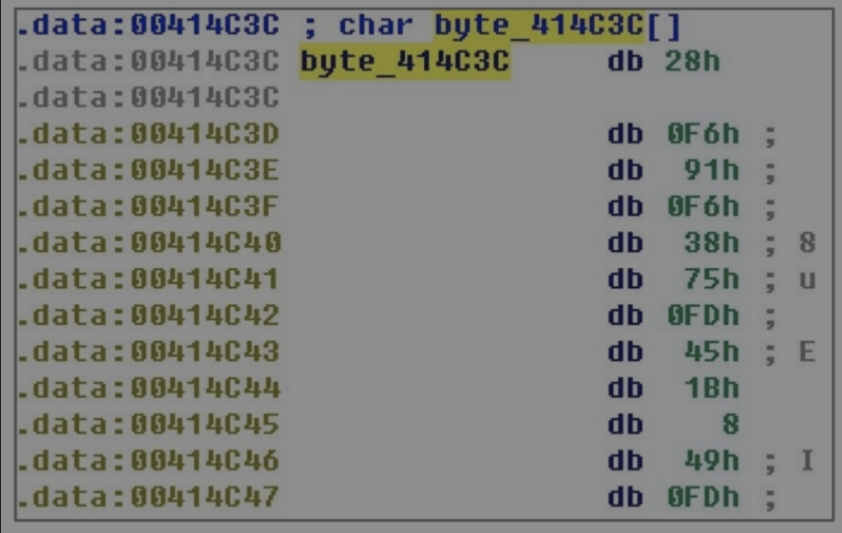 .data:00414C3C ; char byte_414C3C[]
.data:00414C3C byte_414C3C db 28h
.data:00414C3C
.data:00414C3D db 0F6h ;
.data:00414C3E db 91h ;
.data:00414C3F db 0F6h ;
.data:00414C40 db 38h ; 8
.data:00414C41 db 75h ; u
.data:00414C42 db 0FDh ;
.data:00414C43 db 45h ; E
.data:00414C44 db 1Bh
.data:00414C45 db 8
.data:00414C46 db 49h ; I
.data:00414C47 db 0FDh ;